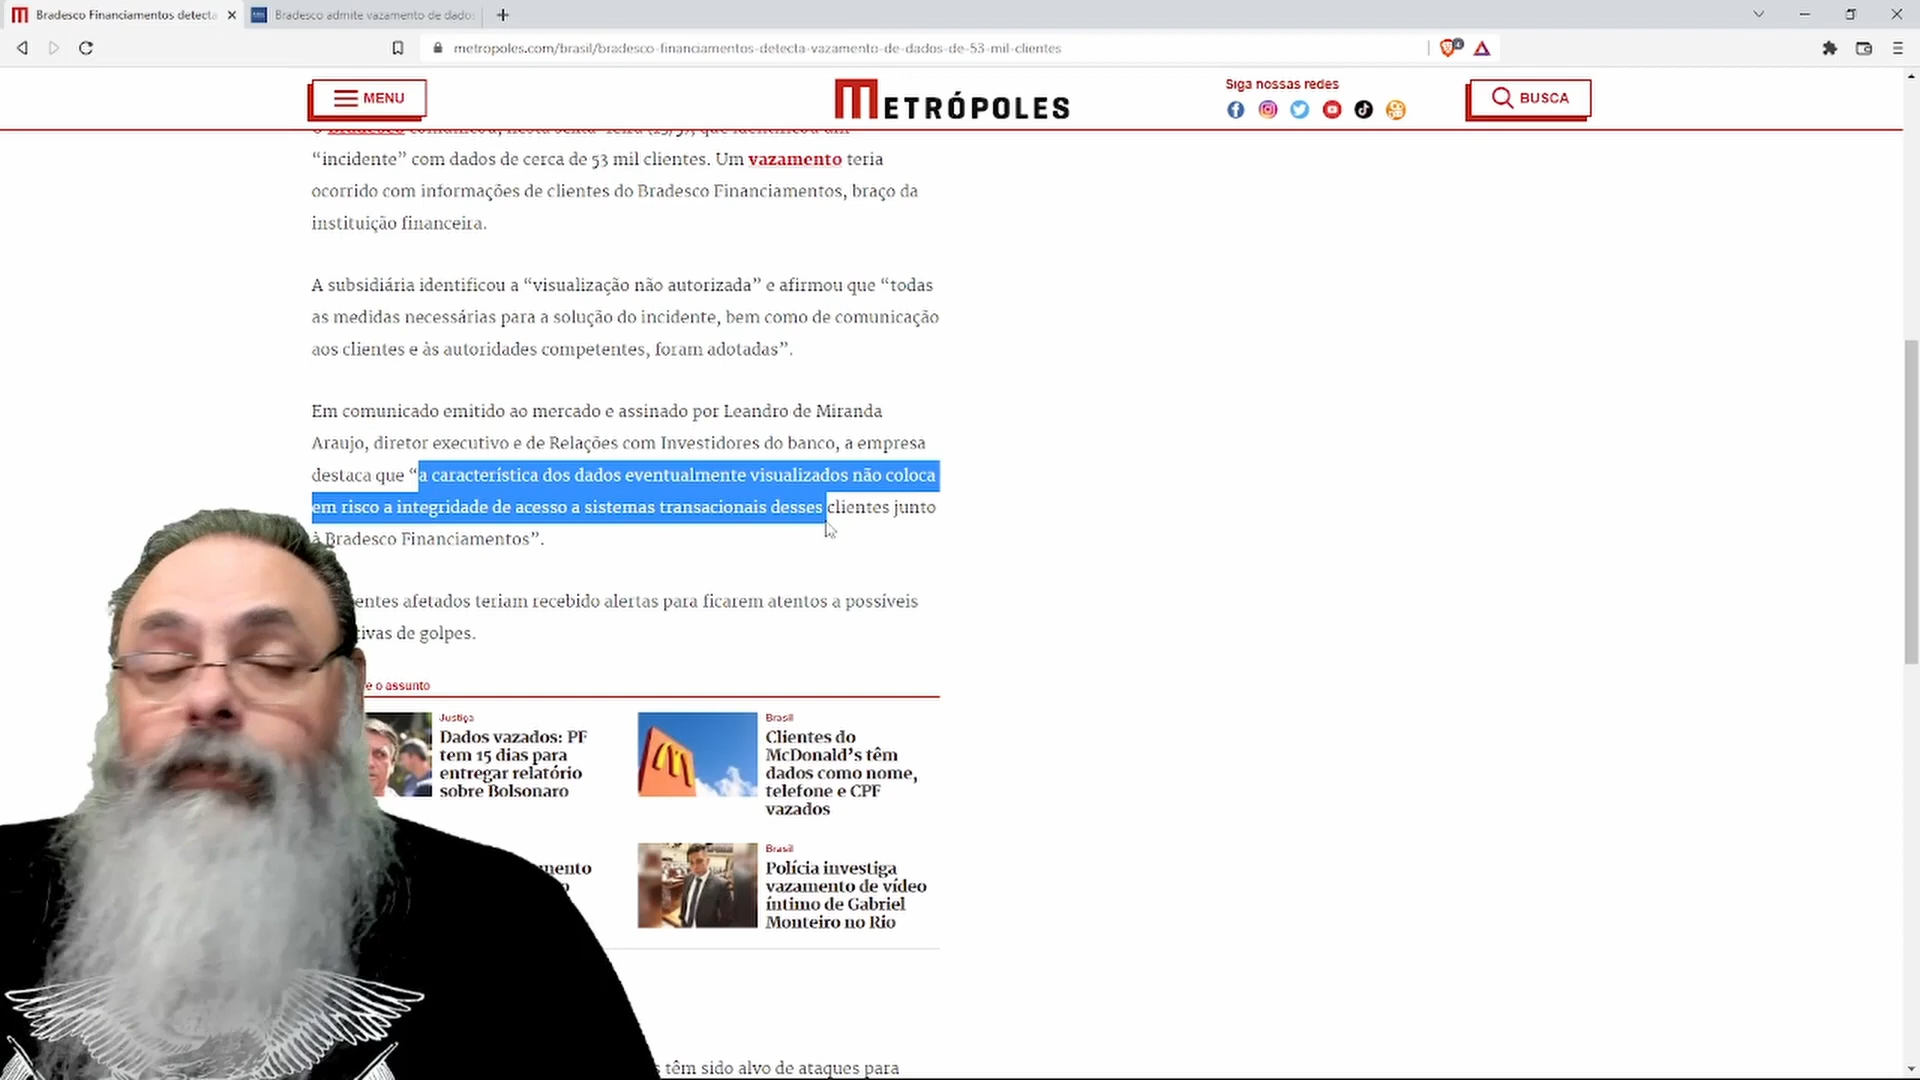 Bradesco Financiamentos detecta
Bradesco admite vazamento de dados
metropoles.com/brasil/bradesco-financiamentos-detecta-vazamento-de-dados-de-53-mil-clientes
MENU
METRÓPOLES
Siga nossas redes
BUSCA
“incidente” com dados de cerca de 53 mil clientes. Um vazamento teria
ocorrido com informações de clientes do Bradesco Financiamentos, braço da
instituição financeira.
A subsidiária identificou a “visualização não autorizada” e afirmou que “todas
as medidas necessárias para a solução do incidente, bem como de comunicação
aos clientes e às autoridades competentes, foram adotadas”.
Em comunicado emitido ao mercado e assinado por Leandro de Miranda
Araujo, diretor executivo e de Relações com Investidores do banco, a empresa
destaca que “a característica dos dados eventualmente visualizados não coloca
em risco a integridade de acesso a sistemas transacionais desses clientes junto
à Bradesco Financiamentos”.
entes afetados teriam recebido alertas para ficarem atentos a possíveis
tivas de golpes.
e o assunto
Justiça
Dados vazados: PF
tem 15 dias para
entregar relatório
sobre Bolsonaro
Brasil
Clientes do
McDonald’s têm
dados como nome,
telefone e CPF
vazados
mento
o
Brasil
Polícia investiga
vazamento de vídeo
íntimo de Gabriel
Monteiro no Rio
têm sido alvo de ataques para